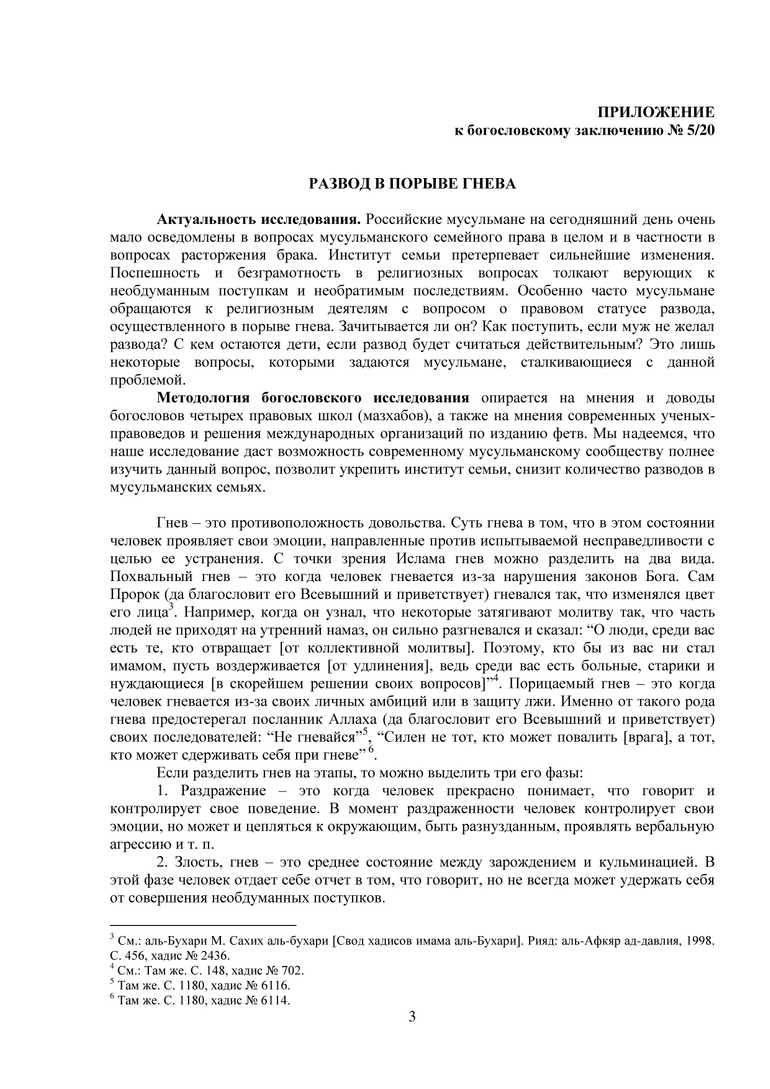 ПРИЛОЖЕНИЕ
к богословскому заключению № 5/20
РАЗВОД В ПОРЫВЕ ГНЕВА
Актуальность исследования. Российские мусульмане на сегодняшний день очень
мало осведомлены в вопросах мусульманского семейного права в целом и в частности в
вопросах расторжения брака. Институт семьи претерпевает сильнейшие изменения.
Поспешность и безграмотность в религиозных вопросах толкают верующих к
необдуманным поступкам и необратимым последствиям. Особенно часто мусульмане
обращаются к религиозным деятелям с вопросом о правовом статусе развода,
осуществленного в порыве гнева. Зачитывается ли он? Как поступить, если муж не желал
развода? С кем остаются дети, если развод будет считаться действительным? Это лишь
некоторые вопросы, которыми задаются мусульмане, сталкивающиеся с данной
проблемой.
Методология богословского исследования опирается на мнения и доводы
богословов четырех правовых школ (мазхабов), а также на мнения современных ученых-
правоведов и решения международных организаций по изданию фетв. Мы надеемся, что
наше исследование даст возможность современному мусульманскому сообществу полнее
изучить данный вопрос, позволит укрепить институт семьи, снизит количество разводов в
мусульманских семьях.
Гнев – это противоположность довольства. Суть гнева в том, что в этом состоянии
человек проявляет свои эмоции, направленные против испытываемой несправедливости с
целью ее устранения. С точки зрения Ислама гнев можно разделить на два вида.
Похвальный гнев – это когда человек гневается из-за нарушения законов Бога. Сам
Пророк (да благословит его Всевышний и приветствует) гневался так, что изменялся цвет
его лица³. Например, когда он узнал, что некоторые затягивают молитву так, что часть
людей не приходят на утренний намаз, он сильно разгневался и сказал: “О люди, среди вас
есть те, кто отвращает [от коллективной молитвы]. Поэтому, кто бы из вас ни стал
имамом, пусть воздерживается [от удлинения], ведь среди вас есть больные, старики и
нуждающиеся [в скорейшем решении своих вопросов]”⁴. Порицаемый гнев – это когда
человек гневается из-за своих личных амбиций или в защиту лжи. Именно от такого рода
гнева предостерегал посланник Аллаха (да благословит его Всевышний и приветствует)
своих последователей: “Не гневайся”⁵, “Силен не тот, кто может повалить [врага], а тот,
кто может сдерживать себя при гневе” ⁶.
Если разделить гнев на этапы, то можно выделить три его фазы:
1. Раздражение – это когда человек прекрасно понимает, что говорит и
контролирует свое поведение. В момент раздраженности человек контролирует свои
эмоции, но может и цепляться к окружающим, быть разнузданным, проявлять вербальную
агрессию и т. п.
2. Злость, гнев – это среднее состояние между зарождением и кульминацией. В
этой фазе человек отдает себе отчет в том, что говорит, но не всегда может удержать себя
от совершения необдуманных поступков.
³ См.: аль-Бухари М. Сахих аль-бухари [Свод хадисов имама аль-Бухари]. Рияд: аль-Афкяр ад-давлия, 1998.
С. 456, хадис № 2436.
⁴ См.: Там же. С. 148, хадис № 702.
⁵ Там же. С. 1180, хадис № 6116.
⁶ Там же. С. 1180, хадис № 6114.
3